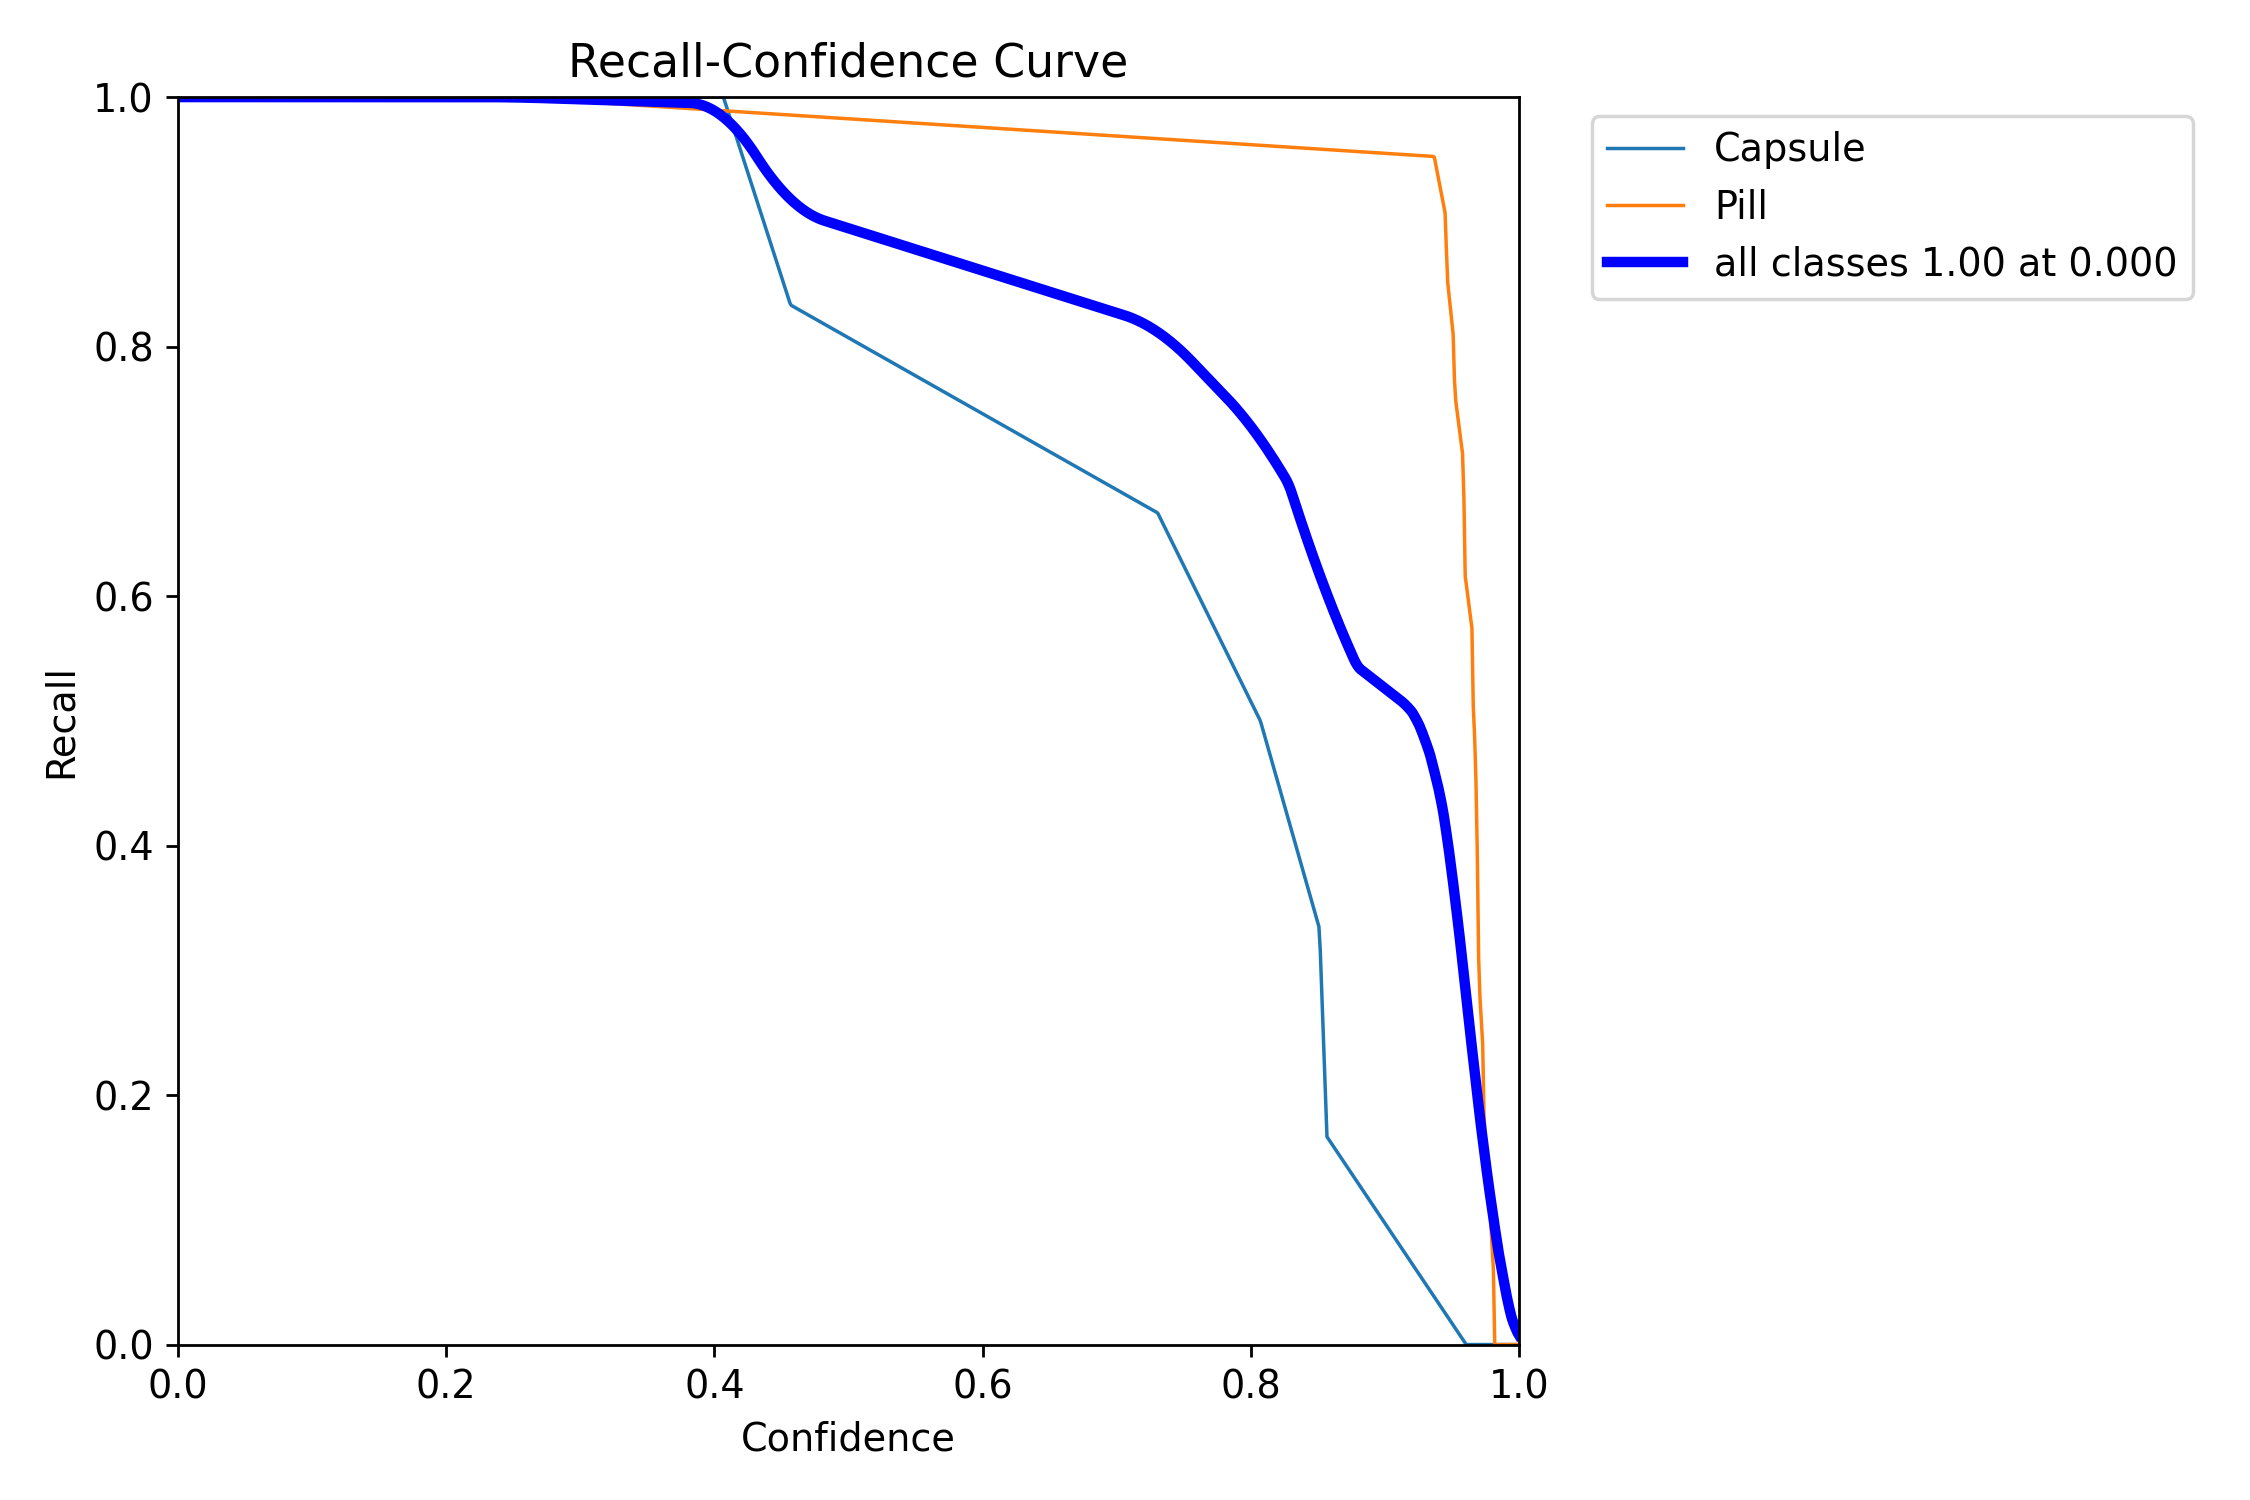 Recall-Confidence Curve
1.0
0.8
0.6
0.4
0.2
0.0
Recall
0.0 0.2 0.4 0.6 0.8 1.0
Confidence
Capsule
Pill
all classes 1.00 at 0.000